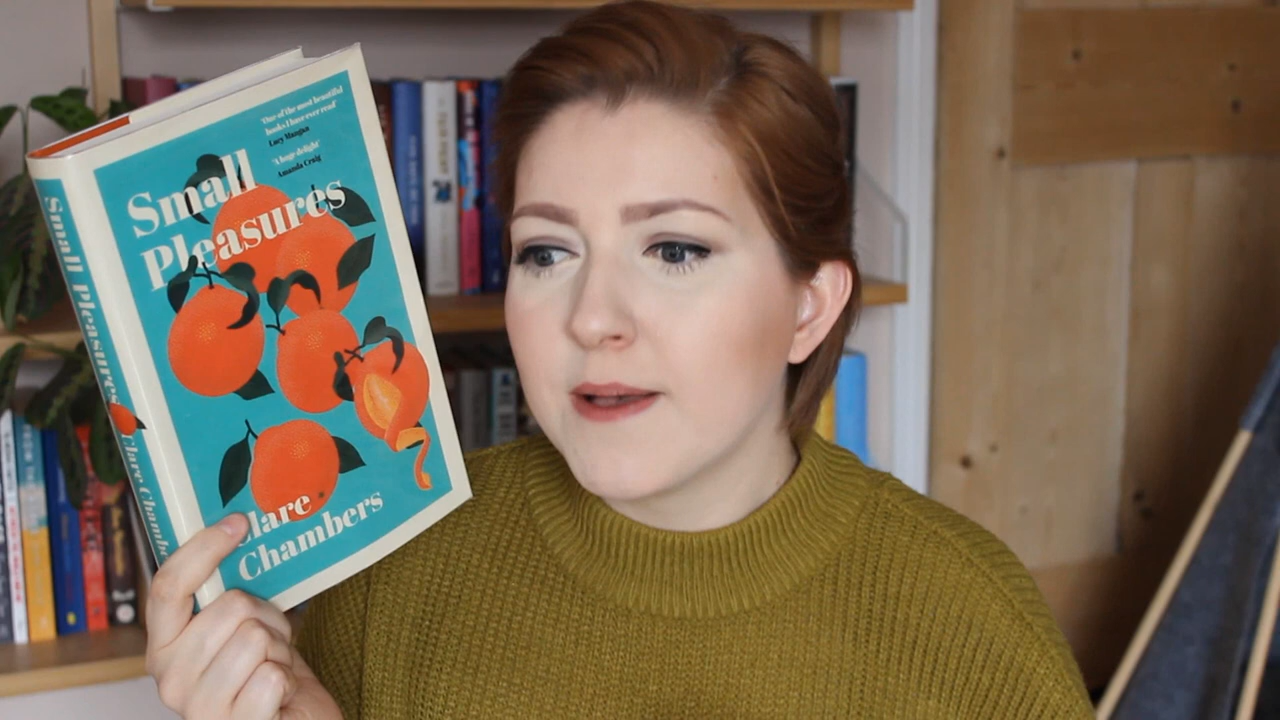 'One of the most beautiful
books I have ever read'
Lucy Mangan
'A huge delight'
Amanda Craig
Small
Pleasures
Clare
Chambers
Small Pleasures Clare Chambe